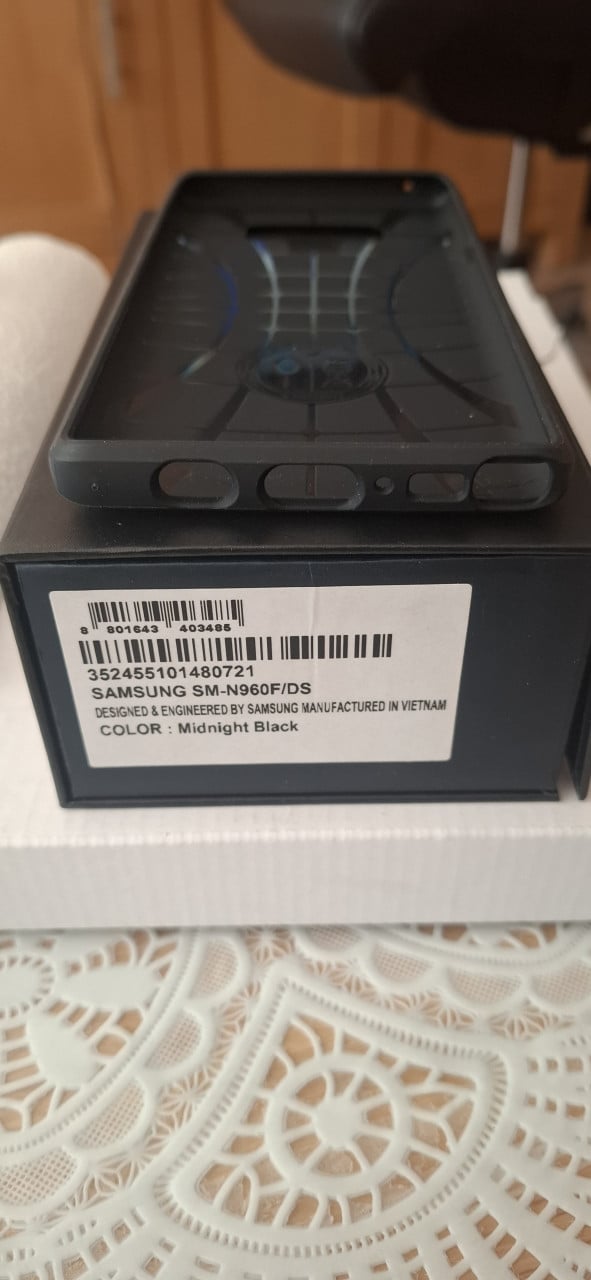 8 801643 403485
352455101480721
SAMSUNG SM-N960F/DS
DESIGNED & ENGINEERED BY SAMSUNG MANUFACTURED IN VIETNAM
COLOR : Midnight Black